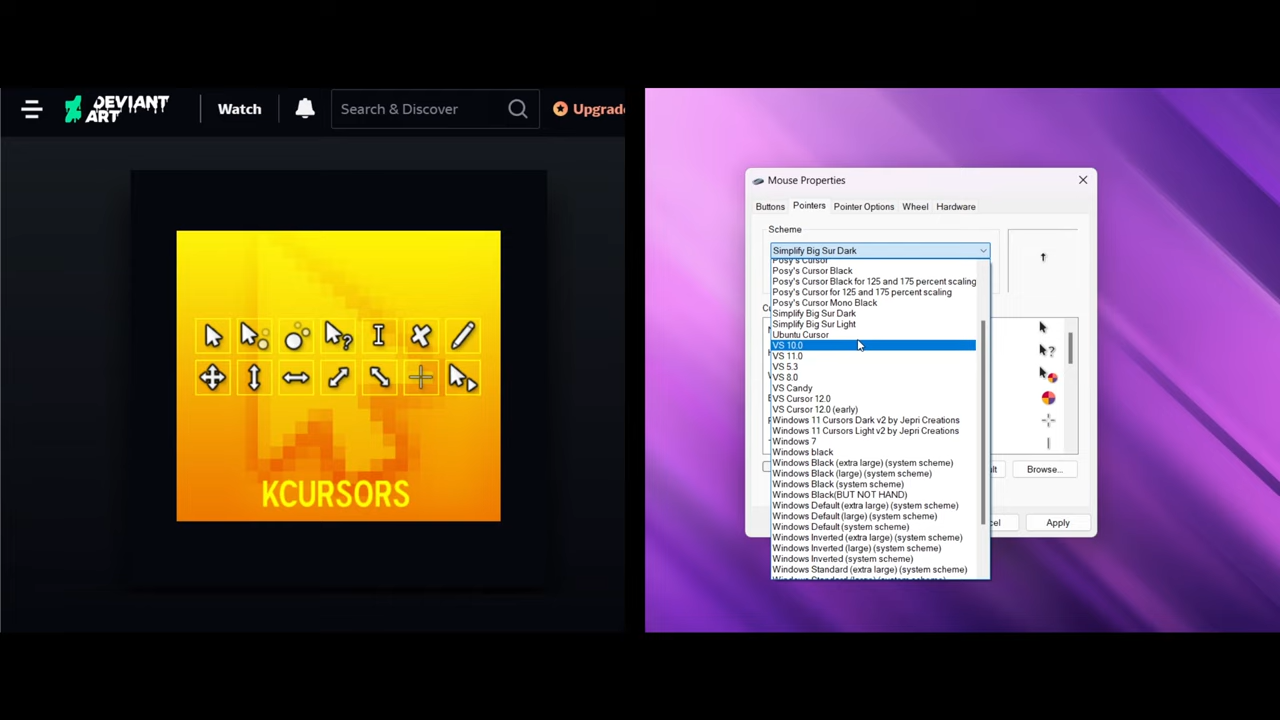 DEVIANT
ART
Watch
Search & Discover
Upgrade
KCURSORS
Mouse Properties
Buttons
Pointers
Pointer Options
Wheel
Hardware
Scheme
Simplify Big Sur Dark
Posy's Cursor
Posy's Cursor Black
Posy's Cursor Black for 125 and 175 percent scaling
Posy's Cursor for 125 and 175 percent scaling
Posy's Cursor Mono Black
Simplify Big Sur Dark
Simplify Big Sur Light
Ubuntu Cursor
VS 10.0
VS 11.0
VS 5.3
VS 8.0
VS Candy
VS Cursor 12.0
VS Cursor 12.0 (early)
Windows 11 Cursors Dark v2 by Jepri Creations
Windows 11 Cursors Light v2 by Jepri Creations
Windows 7
Windows black
Windows Black (extra large) (system scheme)
Windows Black (large) (system scheme)
Windows Black (system scheme)
Windows Black(BUT NOT HAND)
Windows Default (extra large) (system scheme)
Windows Default (large) (system scheme)
Windows Default (system scheme)
Windows Inverted (extra large) (system scheme)
Windows Inverted (large) (system scheme)
Windows Inverted (system scheme)
Windows Standard (extra large) (system scheme)
Windows Standard (large) (system scheme)
Browse...
Apply